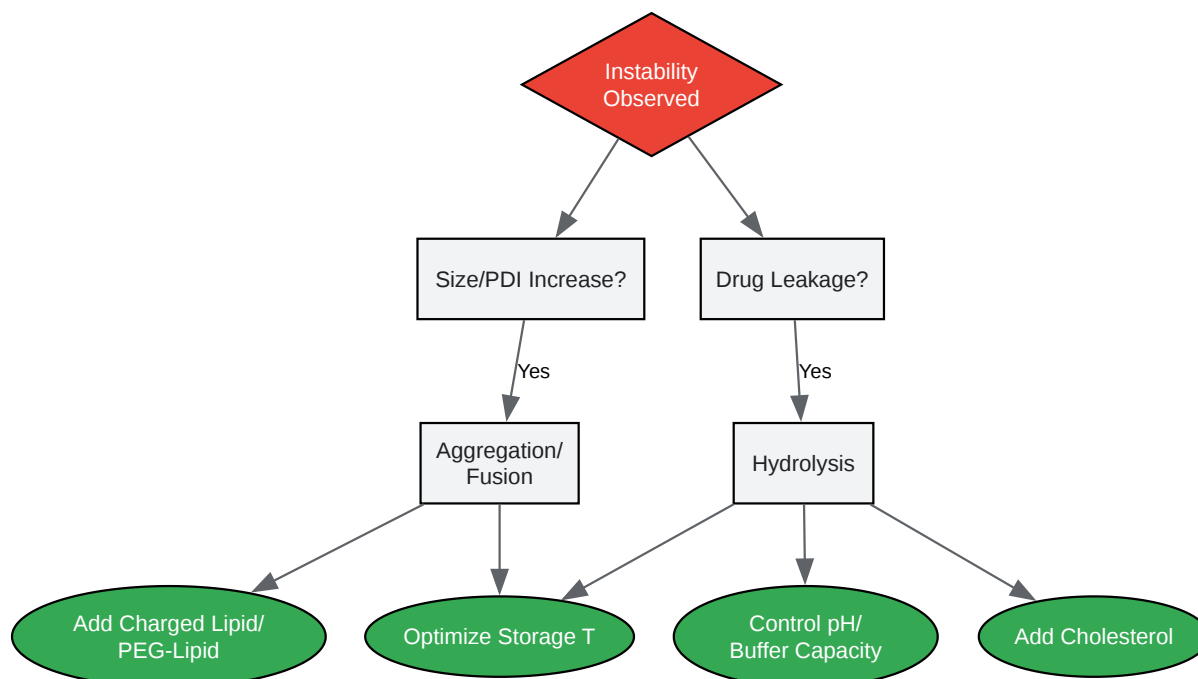 Instability
Observed
Size/PDI Increase?
Drug Leakage?
Yes
Yes
Aggregation/
Fusion
Hydrolysis
Add Charged Lipid/
PEG-Lipid
Optimize Storage T
Control pH/
Buffer Capacity
Add Cholesterol